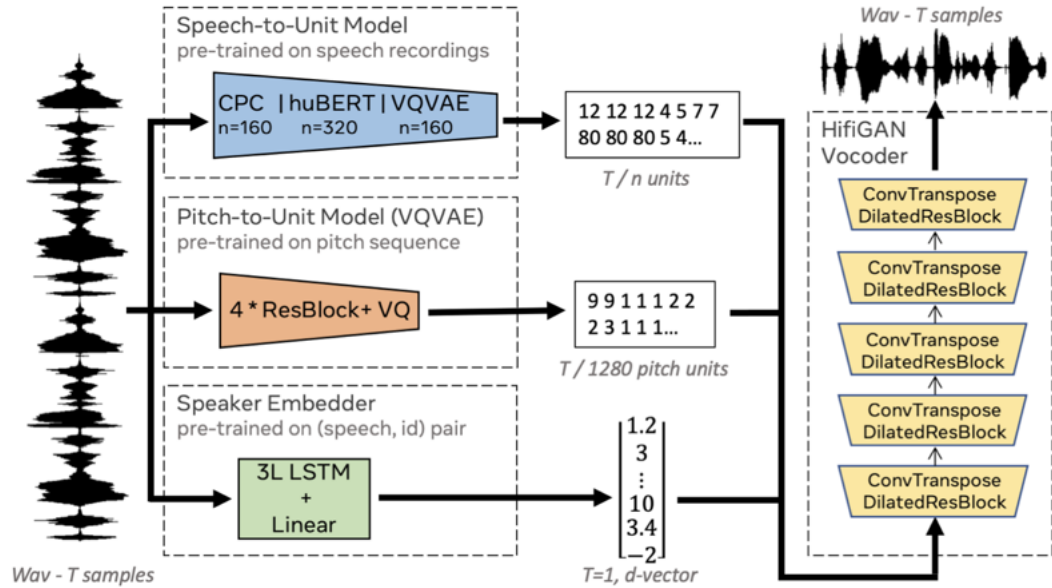 Speech-to-Unit Model
pre-trained on speech recordings
CPC | huBERT | VQVAE
n=160 n=320 n=160
12 12 12 4 5 7 7
80 80 80 5 4...
T / n units
Pitch-to-Unit Model (VQVAE)
pre-trained on pitch sequence
4 * ResBlock+ VQ
9 9 1 1 1 2 2
2 3 1 1 1...
T / 1280 pitch units
Speaker Embedder
pre-trained on (speech, id) pair
3L LSTM
+
Linear
1.2
3
⋮
10
3.4
−2
T=1, d-vector
Wav - T samples
Wav - T samples
HifiGAN
Vocoder
ConvTranspose
DilatedResBlock
ConvTranspose
DilatedResBlock
ConvTranspose
DilatedResBlock
ConvTranspose
DilatedResBlock
ConvTranspose
DilatedResBlock